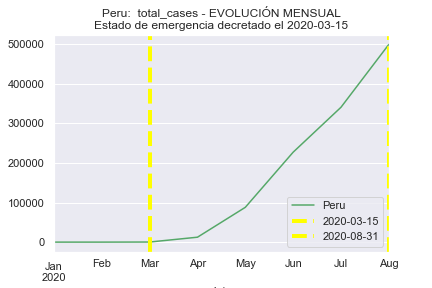 Peru:  total_cases - EVOLUCIÓN MENSUAL
Estado de emergencia decretado el 2020-03-15
500000
400000
300000
200000
100000
0
Peru
2020-03-15
2020-08-31
Jan Feb Mar Apr May Jun Jul Aug
2020